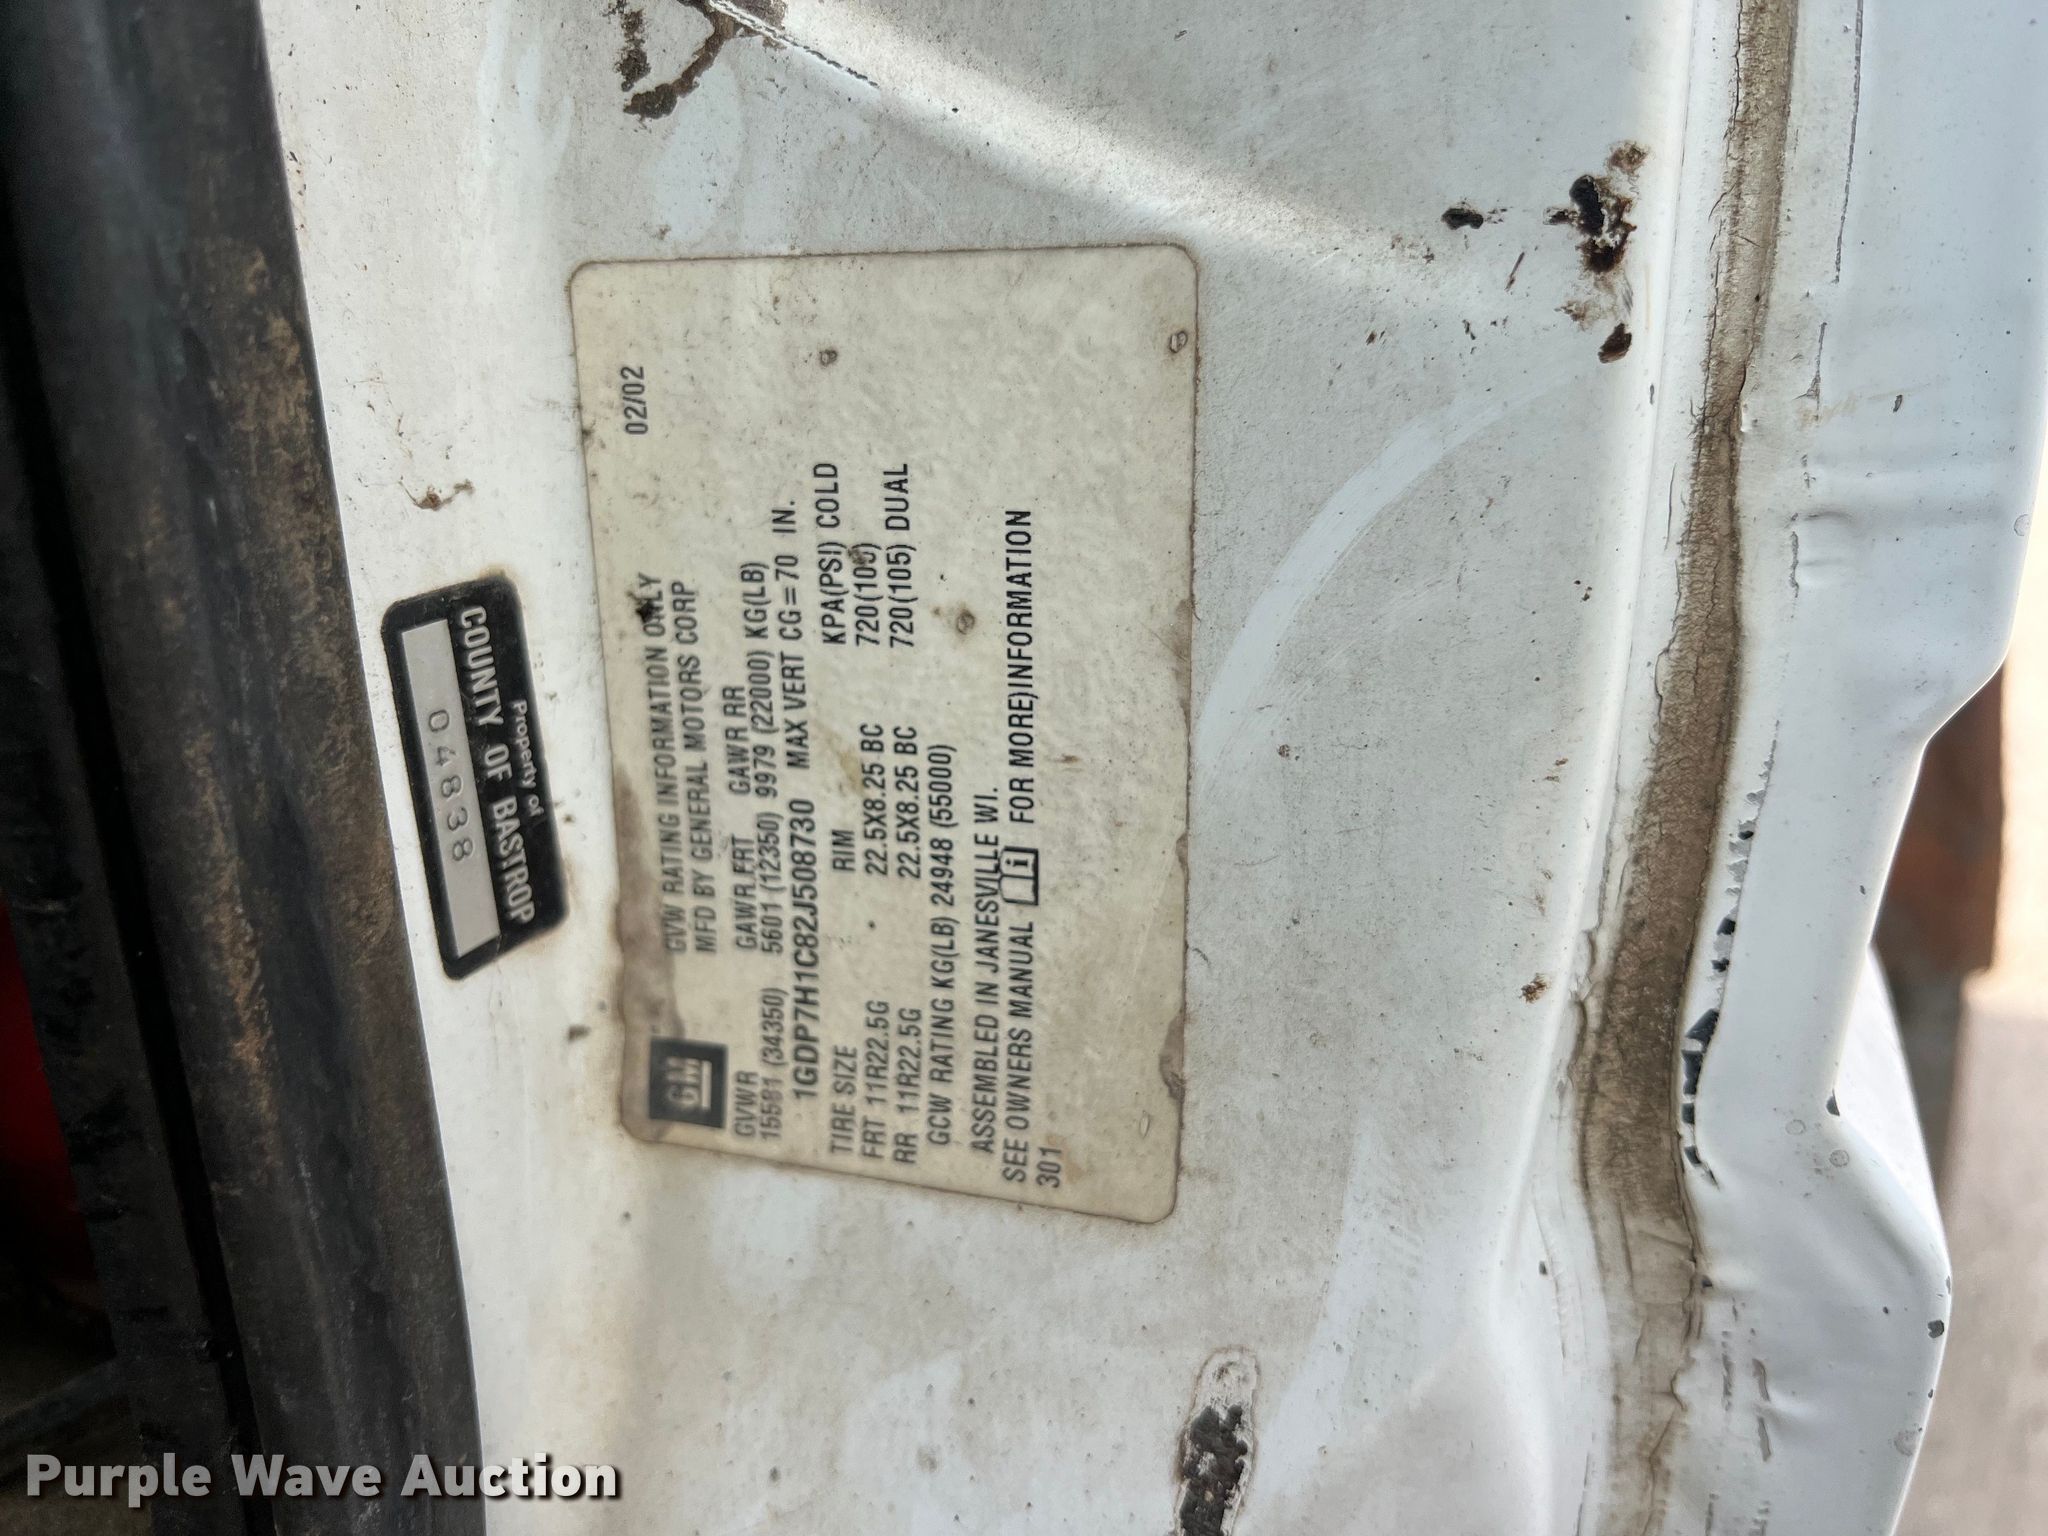 Property of
COUNTY OF BASTROP
04838
GM
GVW RATING INFORMATION ONLY 02/02
MFD BY GENERAL MOTORS CORP
GVWR GAWR FRT GAWR RR
15581 (34350) 5601 (12350) 9979 (22000) KG(LB)
1GDP7H1C82J508730 MAX VERT CG=70 IN.
TIRE SIZE RIM KPA(PSI) COLD
FRT 11R22.5G 22.5X8.25 BC 720(105)
RR 11R22.5G 22.5X8.25 BC 720(105) DUAL
GCW RATING KG(LB) 24948 (55000)
ASSEMBLED IN JANESVILLE WI.
SEE OWNERS MANUAL i FOR MORE)INFORMATION
301
Purple Wave Auction